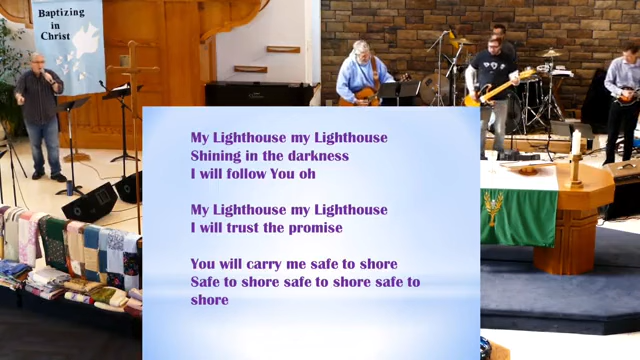 Baptizing
in
Christ
My Lighthouse my Lighthouse
Shining in the darkness
I will follow You oh
My Lighthouse my Lighthouse
I will trust the promise
You will carry me safe to shore
Safe to shore safe to shore safe to
shore